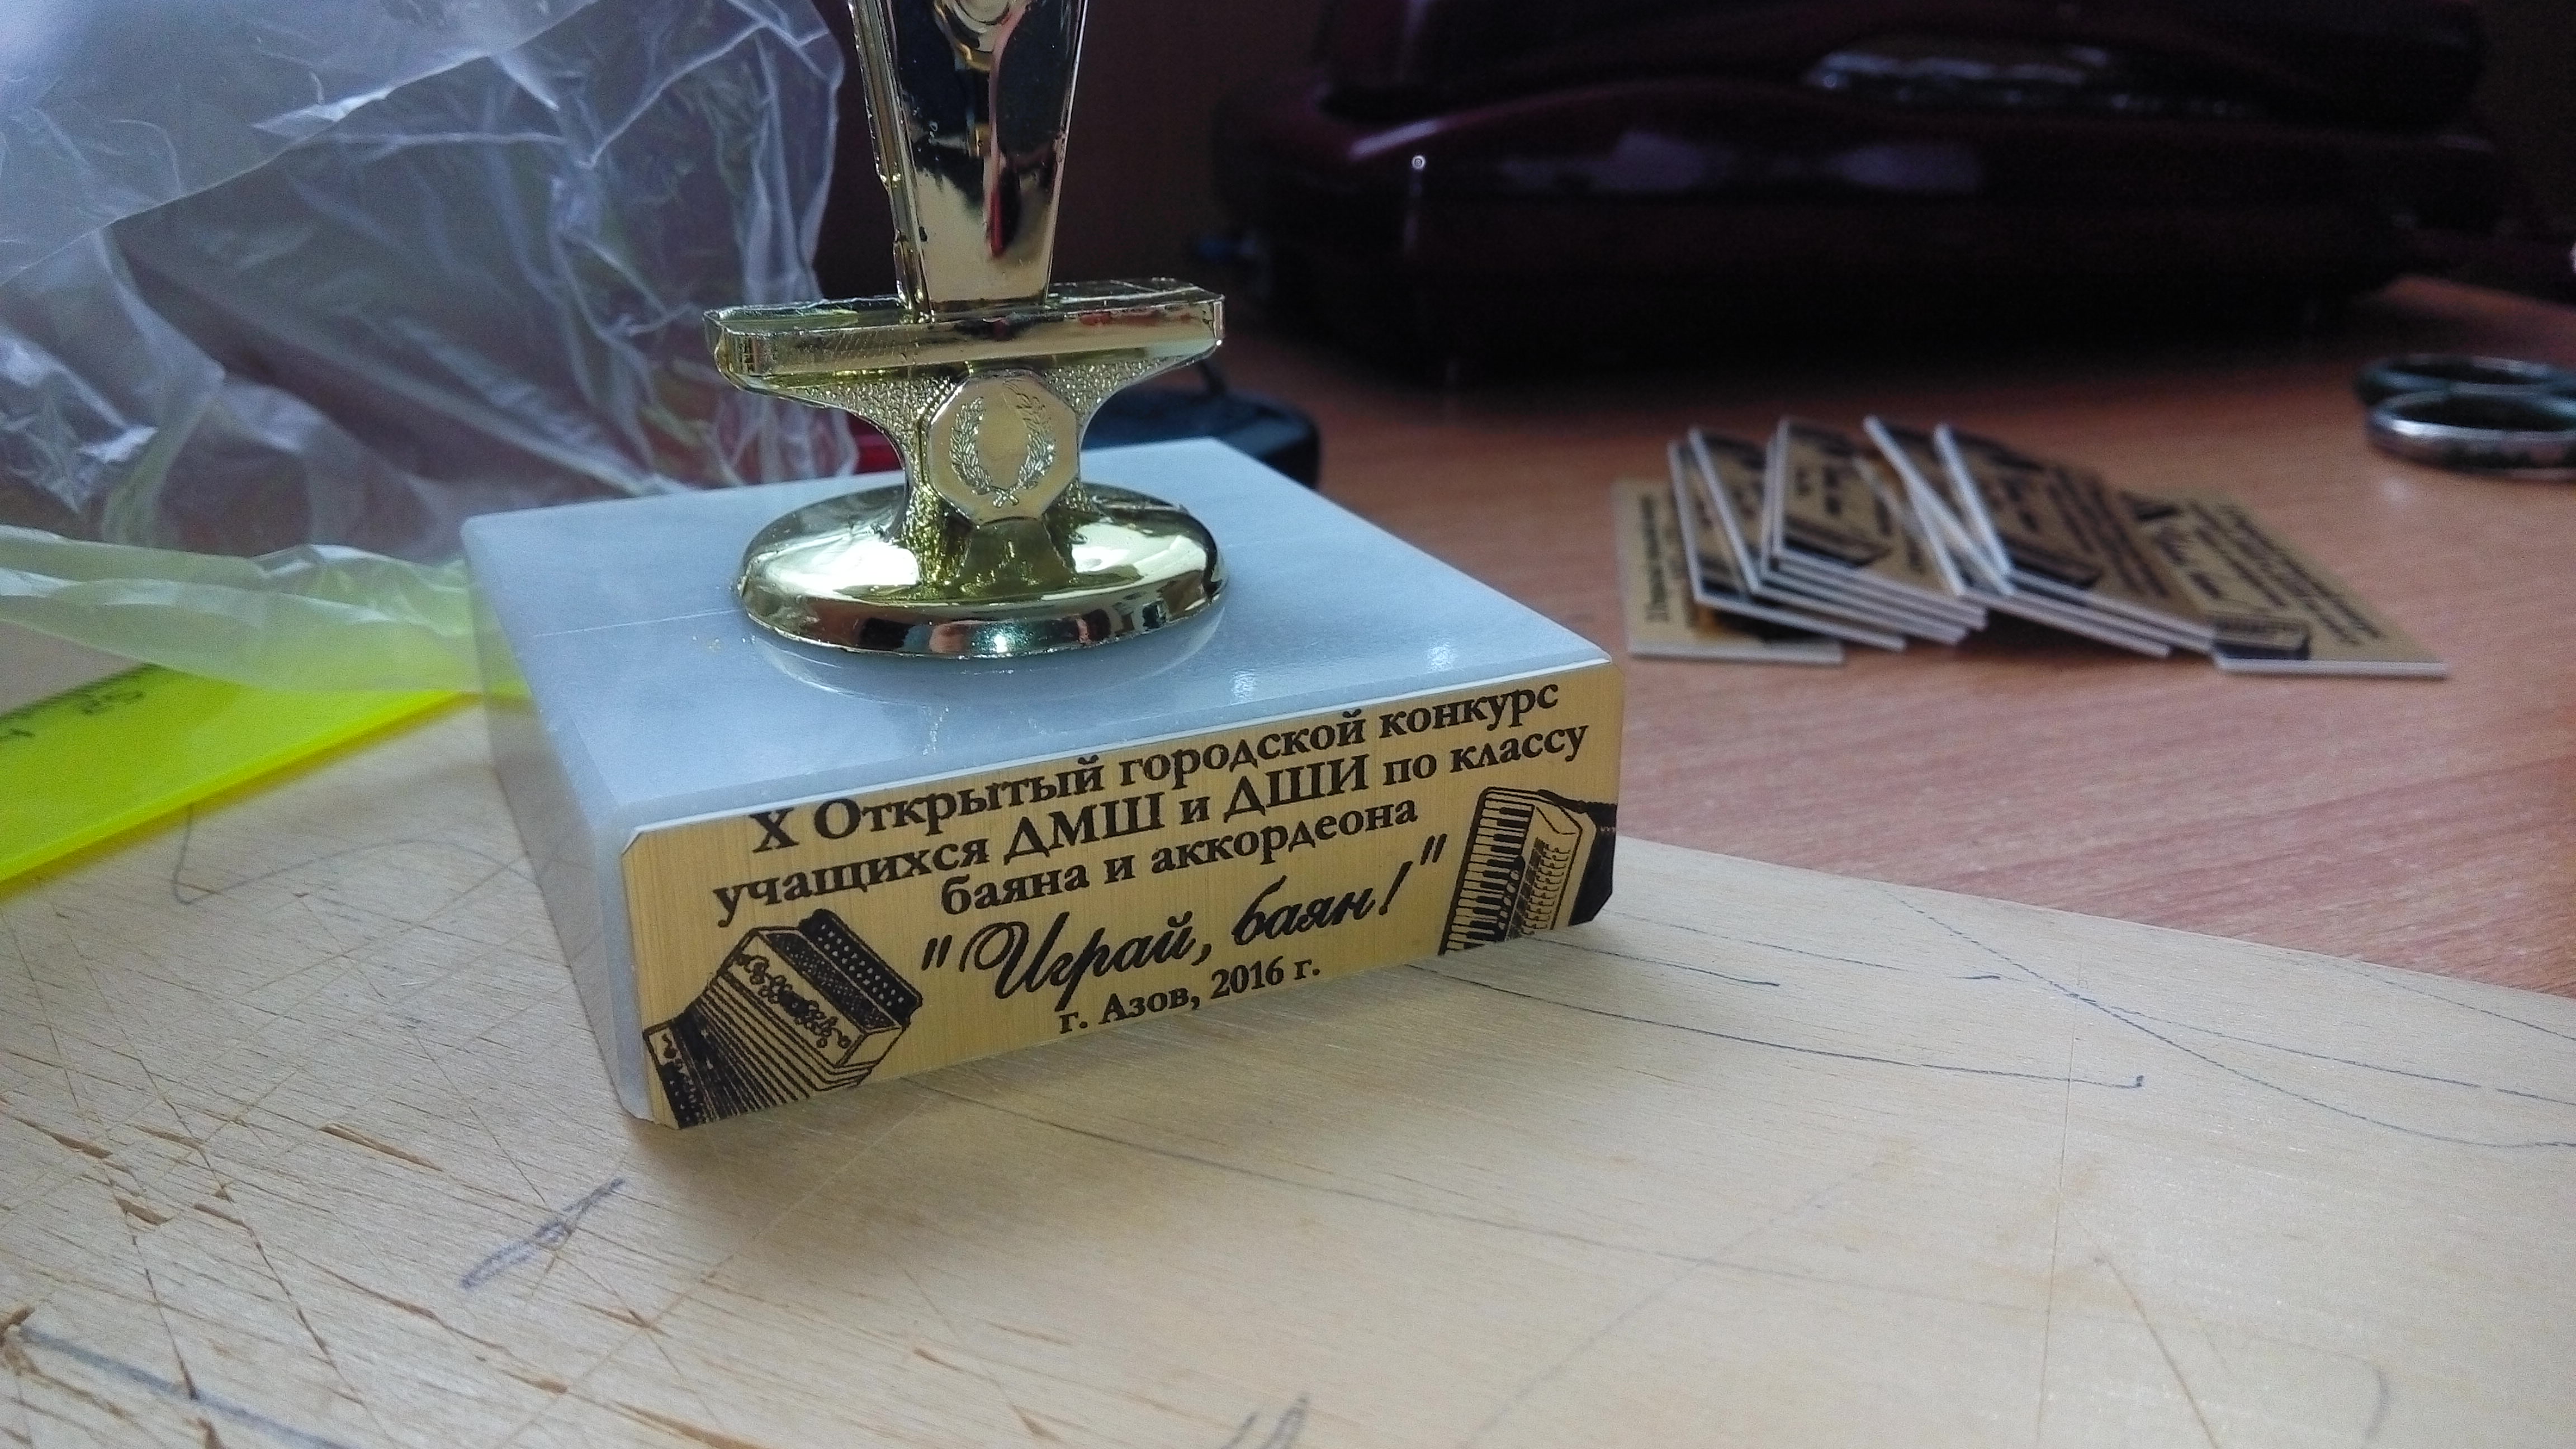 X Открытый городской конкурс
учащихся ДМШ и ДШИ по классу
баяна и аккордеона
"Играй, баян!"
г. Азов, 2016 г.